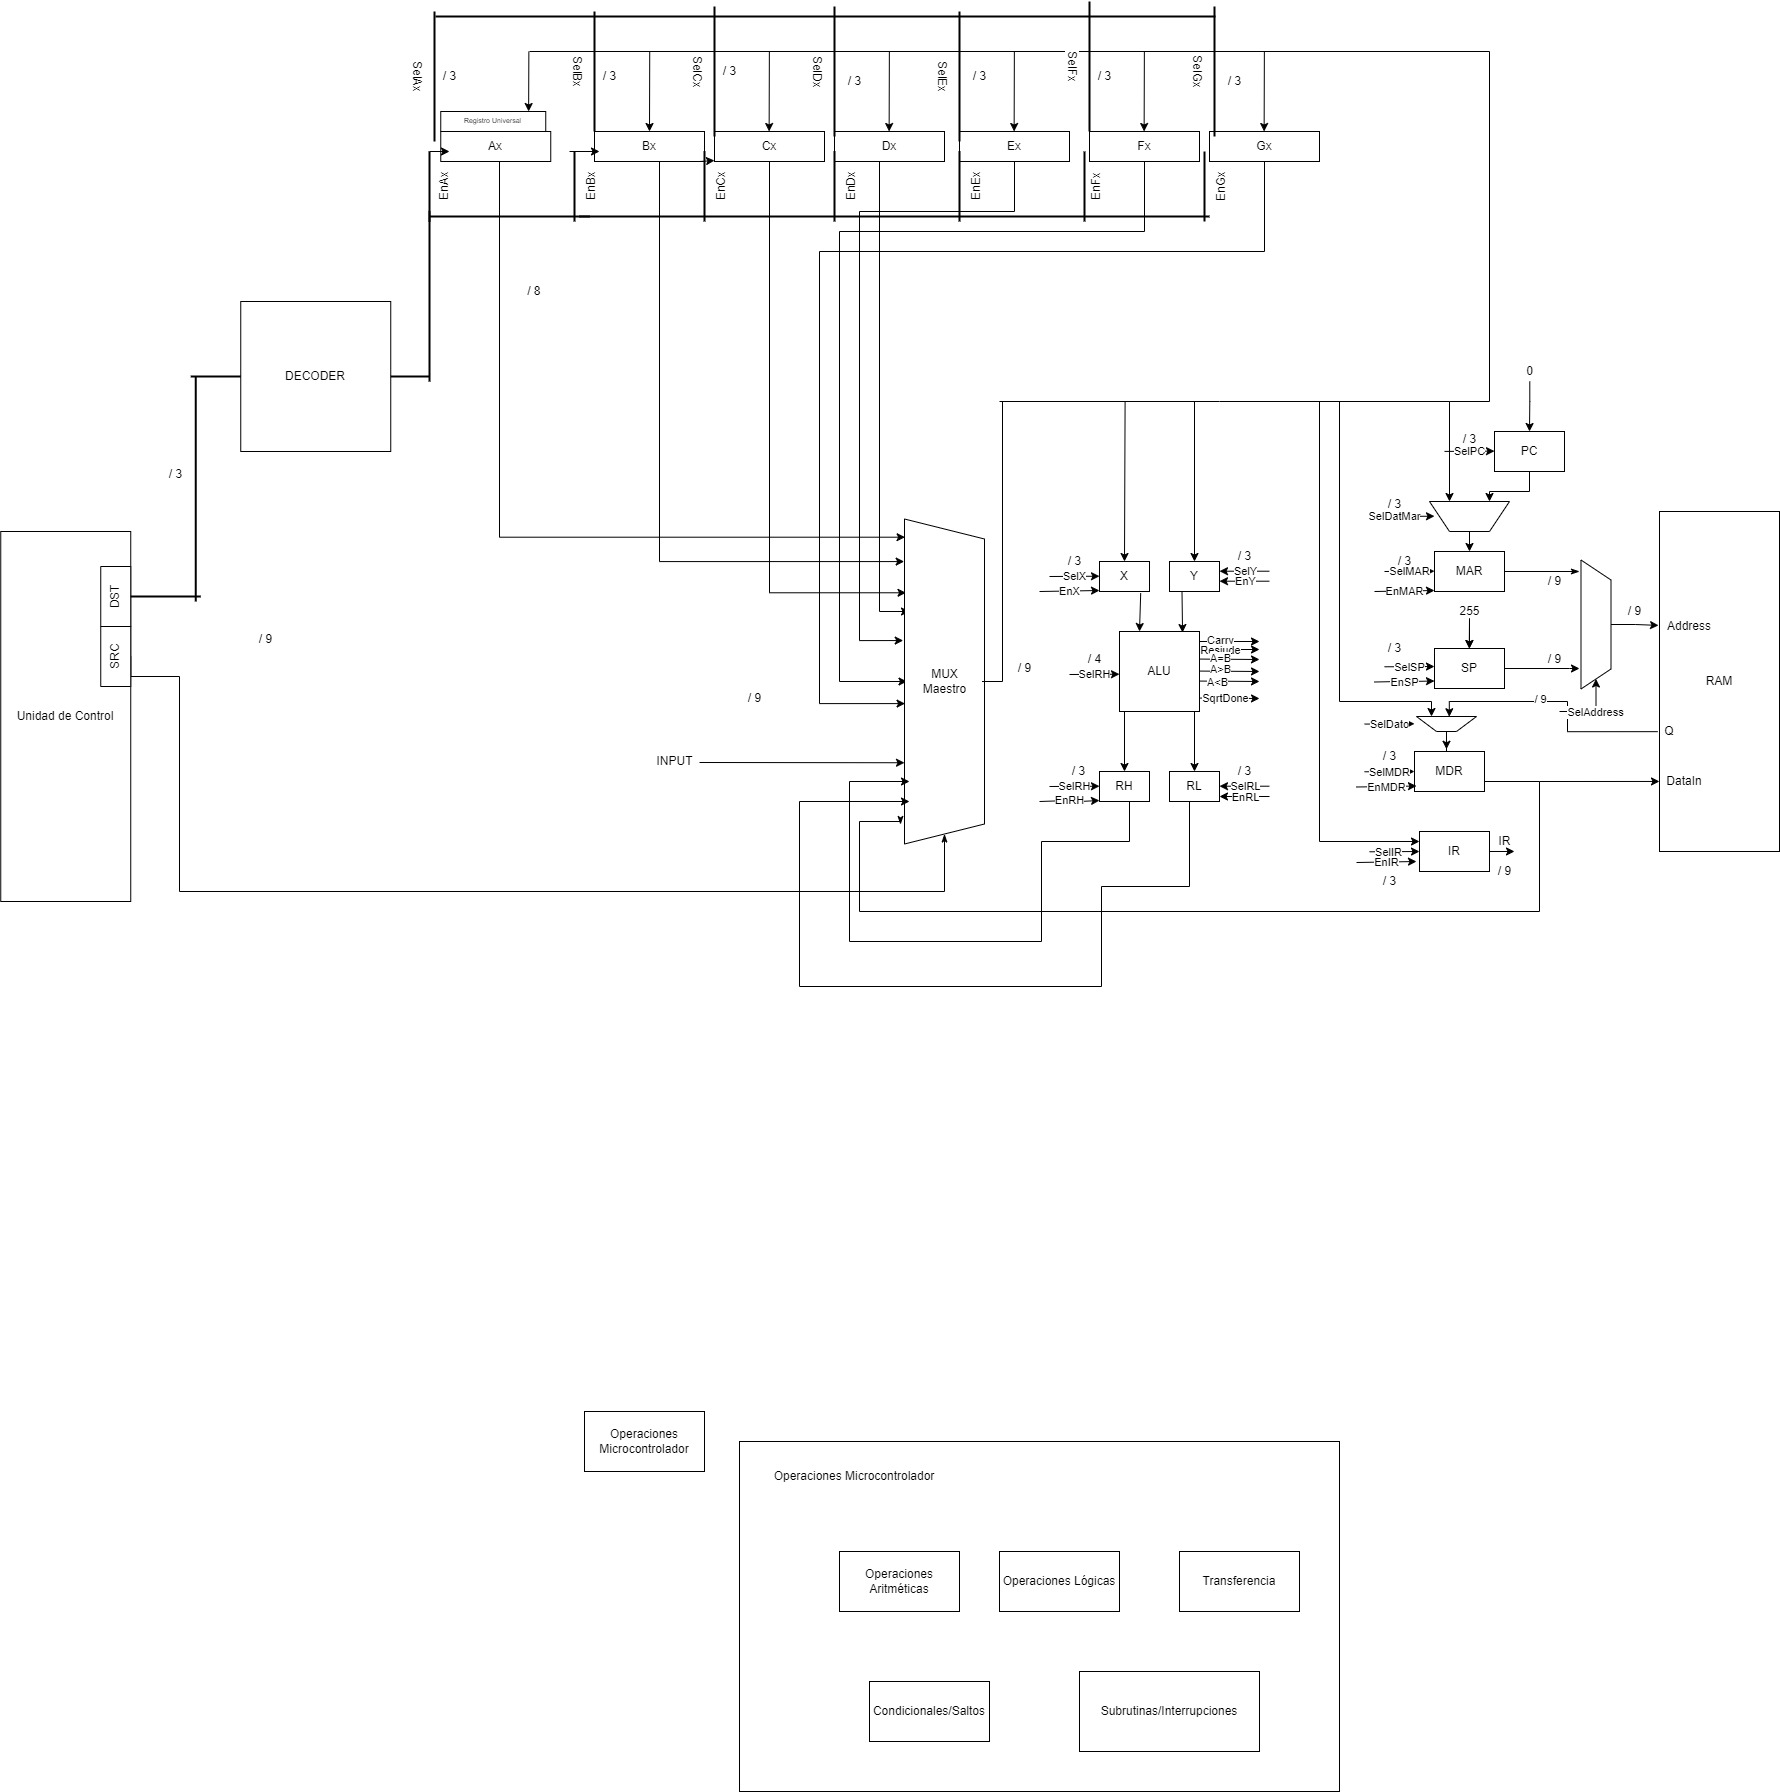 SelAx
/ 3
SelBx
/ 3
SelCx
/ 3
SelDx
/ 3
SelEx
/ 3
SelFx
/ 3
SelGx
/ 3
Registro Universal
Ax
Bx
Cx
Dx
Ex
Fx
Gx
EnAx
EnBx
EnCx
EnDx
EnEx
EnFx
EnGx
/ 8
DECODER
/ 3
Unidad de Control
DST
SRC
/ 9
/ 9
INPUT
MUX
Maestro
/ 9
0
/ 3
SelPC
PC
/ 3
SelDatMar
/ 3
SelX
EnX
X
Y
/ 3
SelY
EnY
/ 3
SelMAR
EnMAR
MAR
/ 9
255
/ 3
SelSP
EnSP
SP
/ 9
/ 9
Address
RAM
Q
DataIn
SelAddress
/ 4
SelRH
ALU
Carry
Residue
A=B
A>B
A<B
SqrtDone
/ 9
SelDato
/ 3
SelMDR
EnMDR
MDR
/ 3
SelRH
EnRH
RH
RL
/ 3
SelRL
EnRL
SelIR
EnIR
/ 3
IR
IR
/ 9
Operaciones
Microcontrolador
Operaciones Microcontrolador
Operaciones
Aritméticas
Operaciones Lógicas
Transferencia
Condicionales/Saltos
Subrutinas/Interrupciones